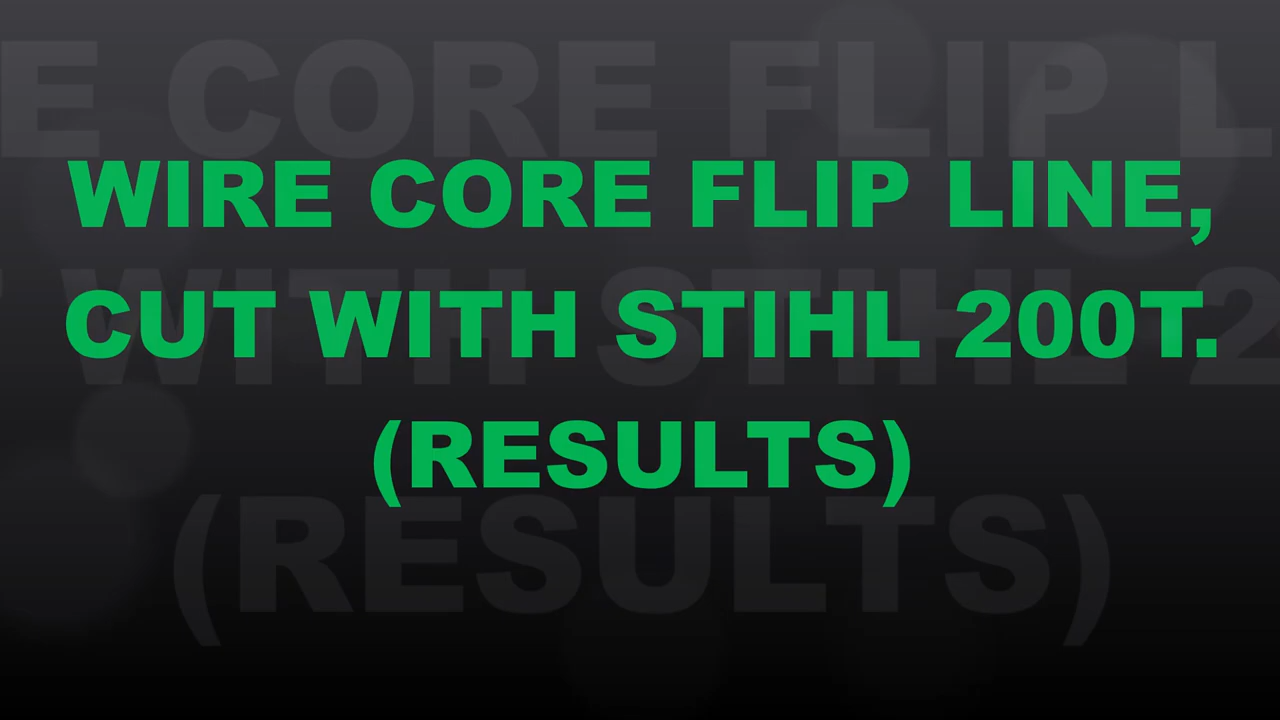 WIRE CORE FLIP LINE,
CUT WITH STIHL 200T.
(RESULTS)